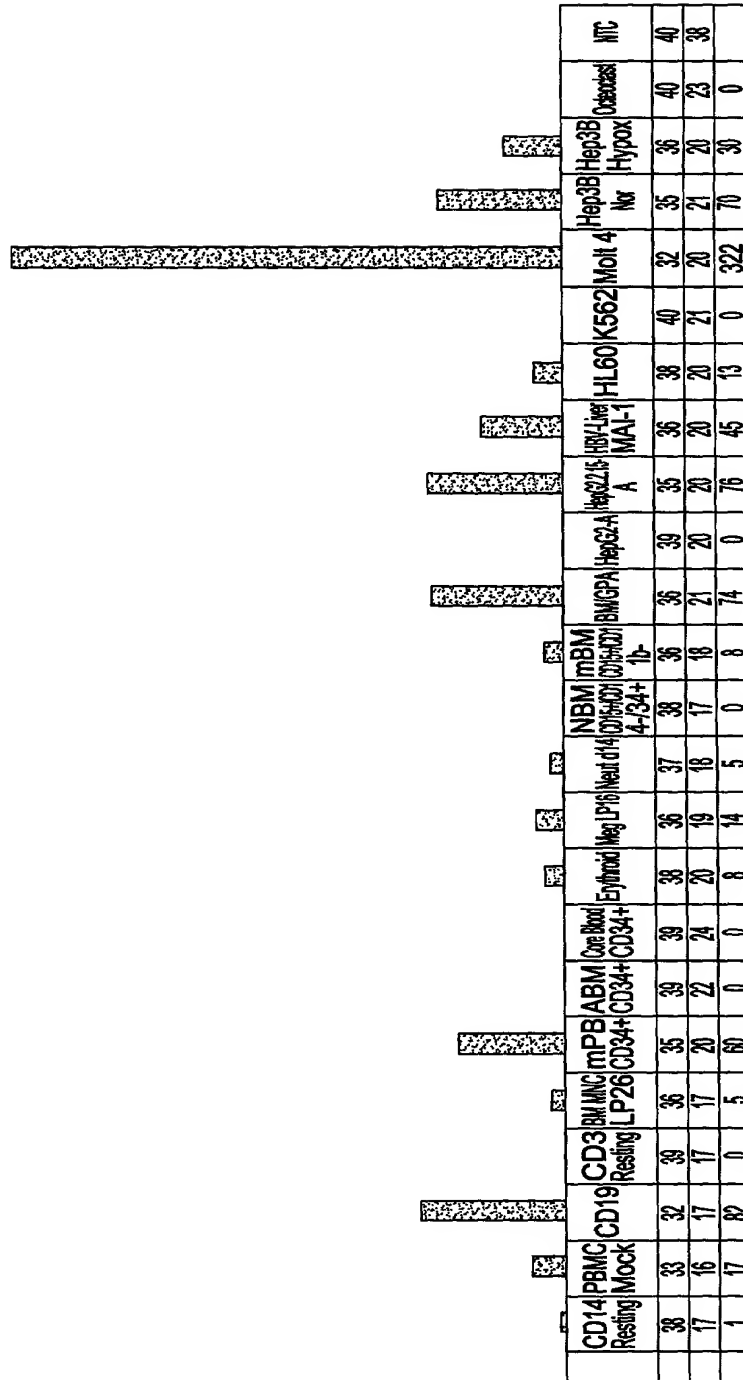 NTC
40 38
Osteoclast
40 23 0
Hep3B
Hypox
36 20 30
Hep3B
Nor
35 21 70
Molt 4
32 20 322
K562
40 21 0
HL60
38 20 13
HBV-Liver
MAI-1
36 20 45
HepG2.2.15-
A
35 20 76
HepG2-A
39 20 0
BM/GPA
36 21 74
mBM
CD15+/CD1
1b-
36 18 8
NBM
CD15+/CD1
4-/34+
38 17 0
Neut d14
37 18 5
Meg LP16
36 19 14
Erythroid
38 20 8
Core Blood
CD34+
39 24 0
ABM
CD34+
39 22 0
mPB
CD34+
35 20 60
BM MNC
LP26
36 17 5
CD3
Resting
39 17 0
CD19
32 17 82
PBMC
Mock
33 16 17
CD14
Resting
38 17 1